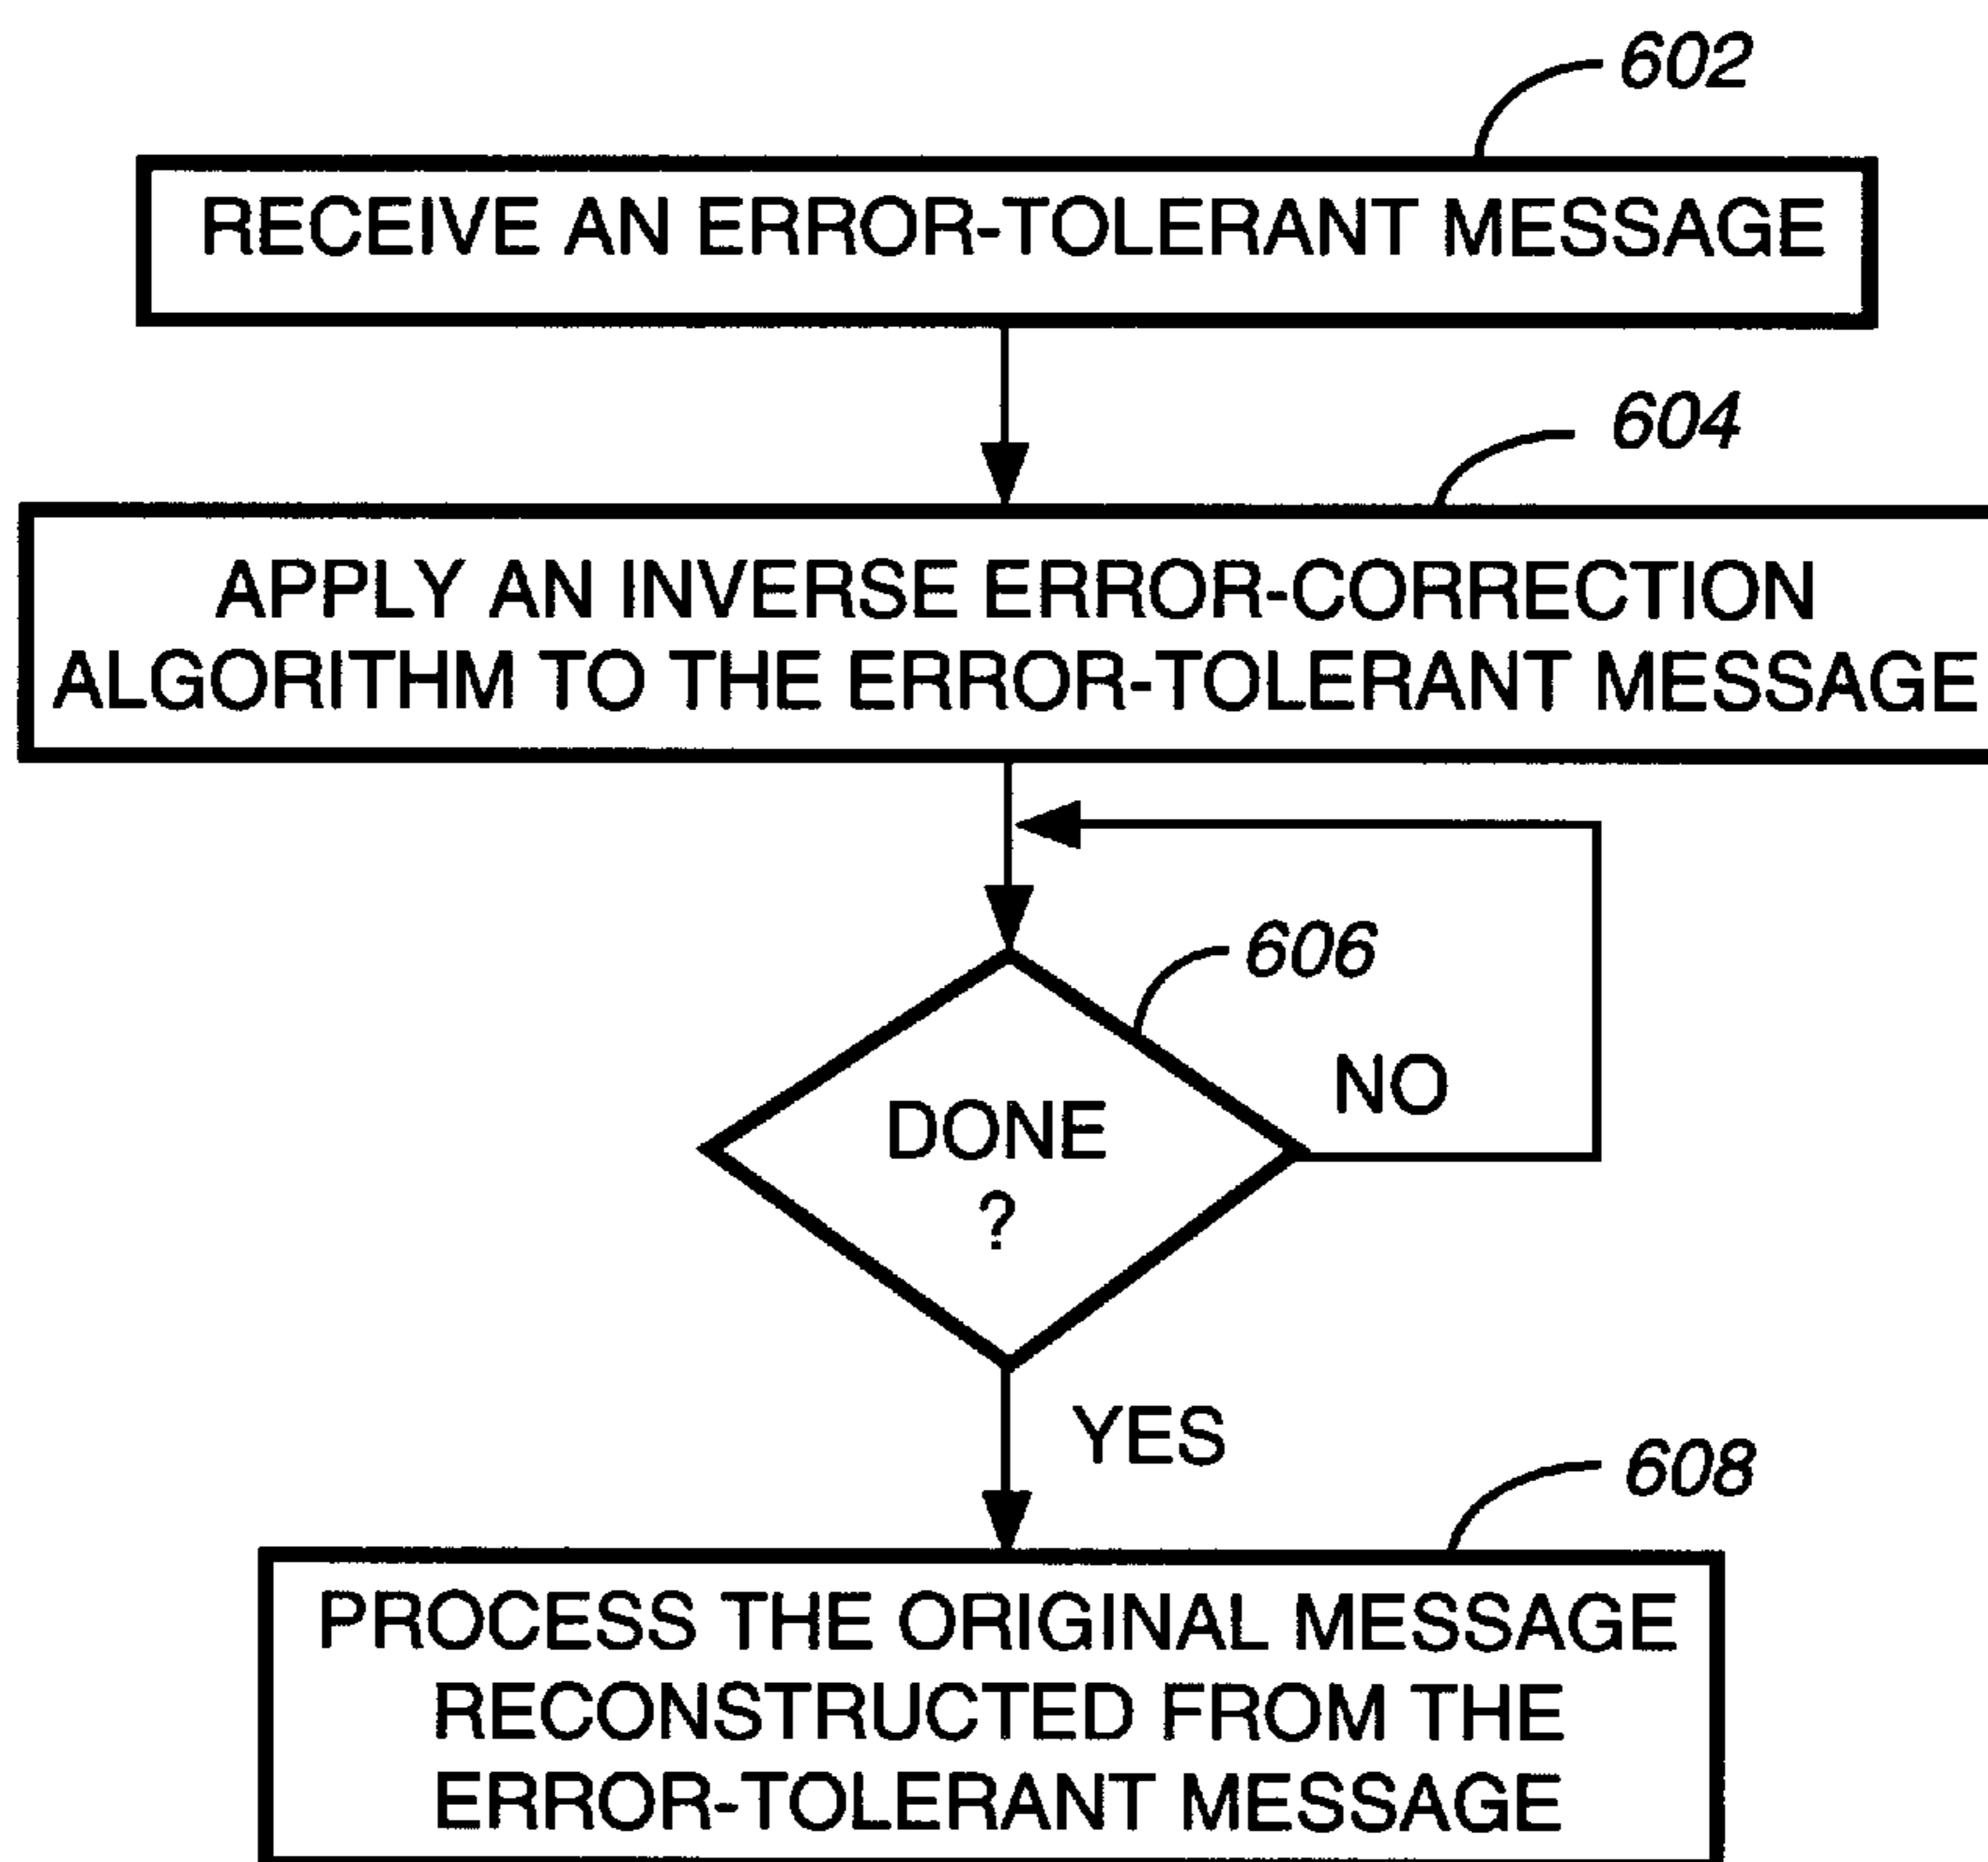 602
RECEIVE AN ERROR-TOLERANT MESSAGE
604
APPLY AN INVERSE ERROR-CORRECTION
ALGORITHM TO THE ERROR-TOLERANT MESSAGE
606
NO
DONE
?
YES
608
PROCESS THE ORIGINAL MESSAGE
RECONSTRUCTED FROM THE
ERROR-TOLERANT MESSAGE